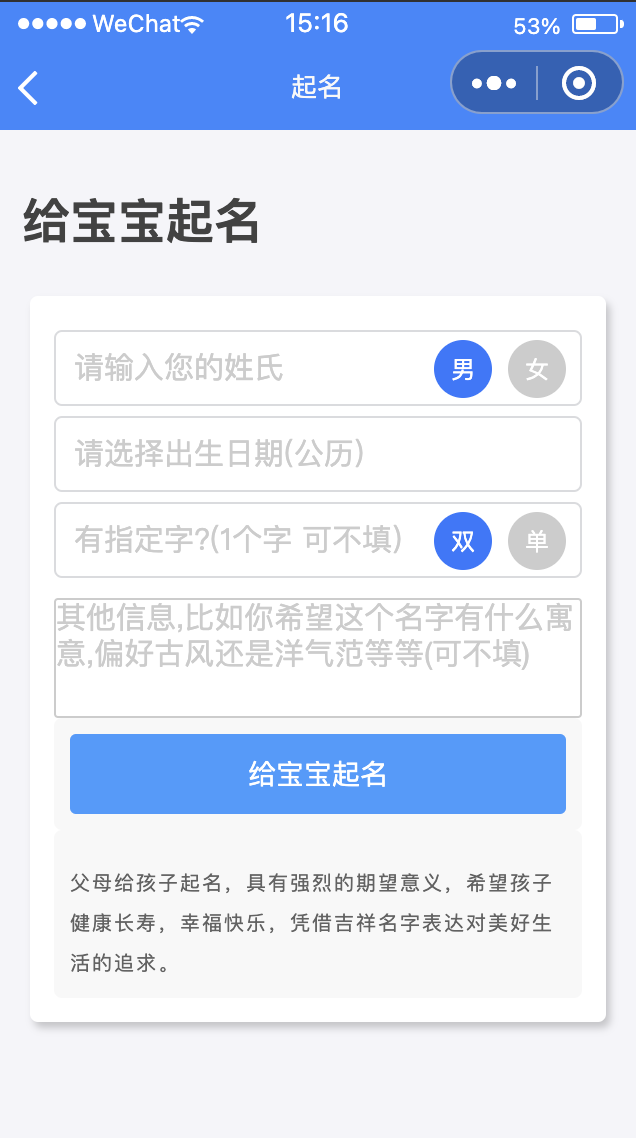 WeChat 15:16 53%
起名
给宝宝起名
请输入您的姓氏 男 女
请选择出生日期(公历)
有指定字?(1个字 可不填) 双 单
其他信息,比如你希望这个名字有什么寓
意,偏好古风还是洋气范等等(可不填)
给宝宝起名
父母给孩子起名，具有强烈的期望意义，希望孩子
健康长寿，幸福快乐，凭借吉祥名字表达对美好生
活的追求。